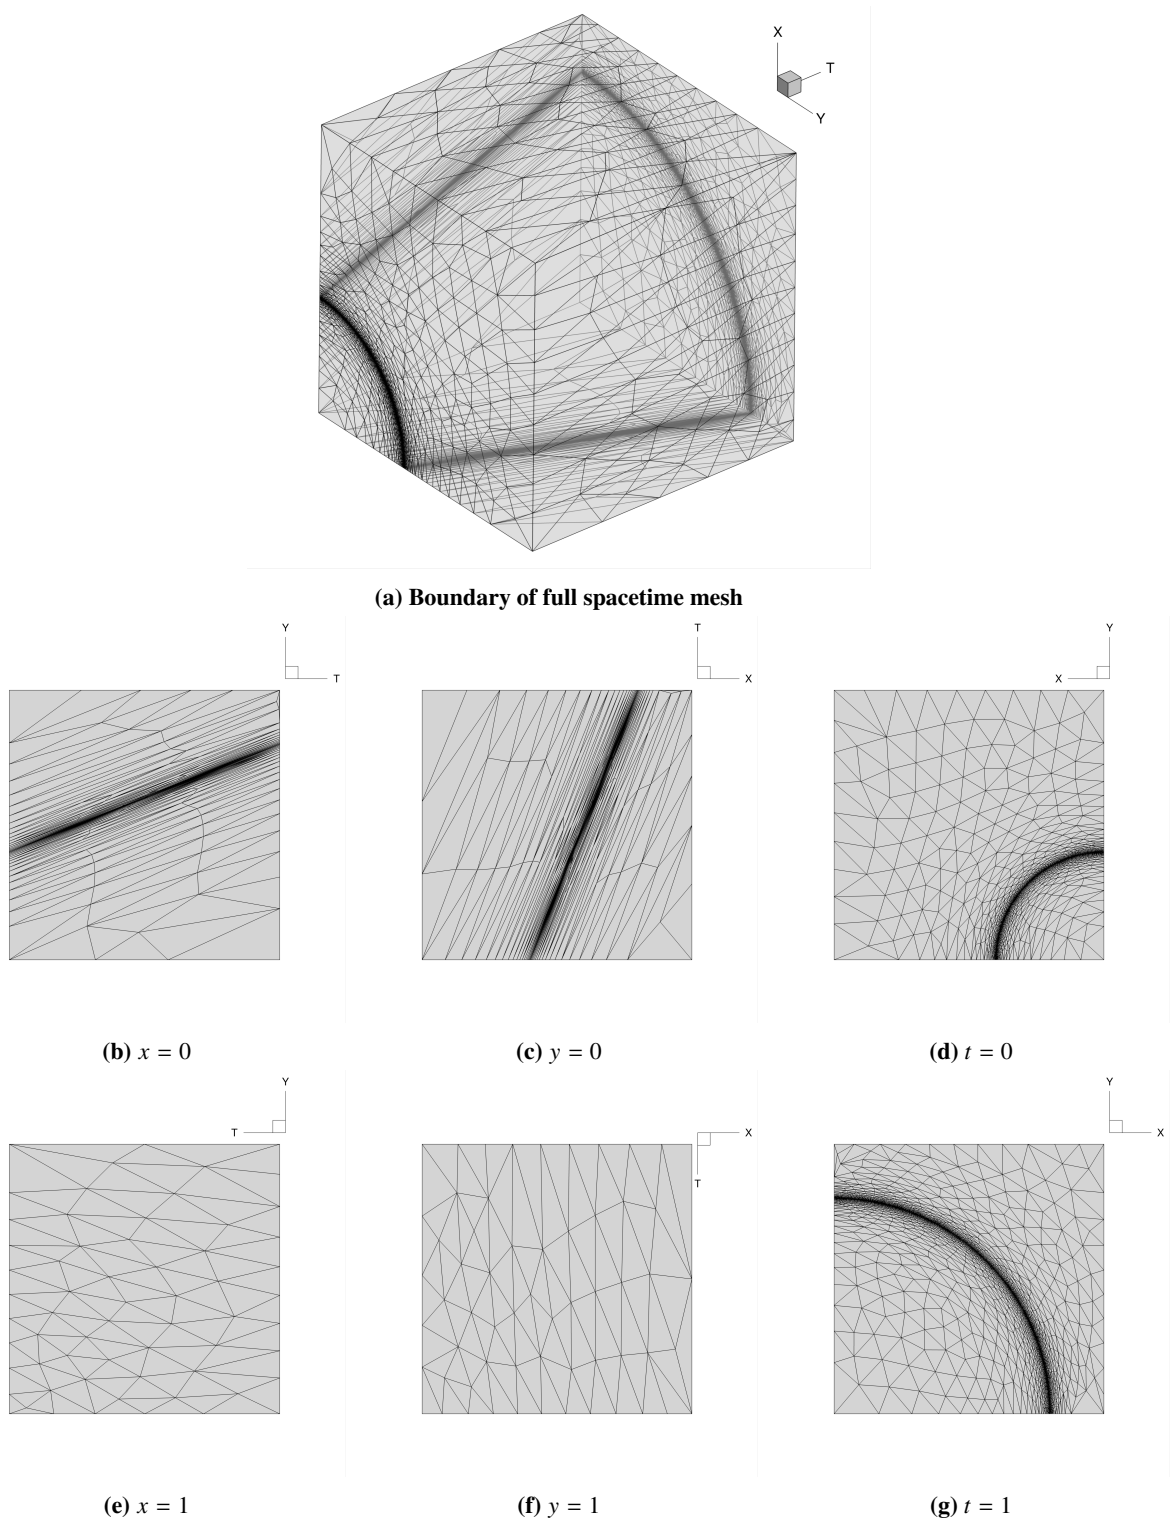 X
T
Y
(a) Boundary of full spacetime mesh
Y
T
T
X
Y
X
(b) x = 0
(c) y = 0
(d) t = 0
Y
T
X
T
Y
X
(e) x = 1
(f) y = 1
(g) t = 1